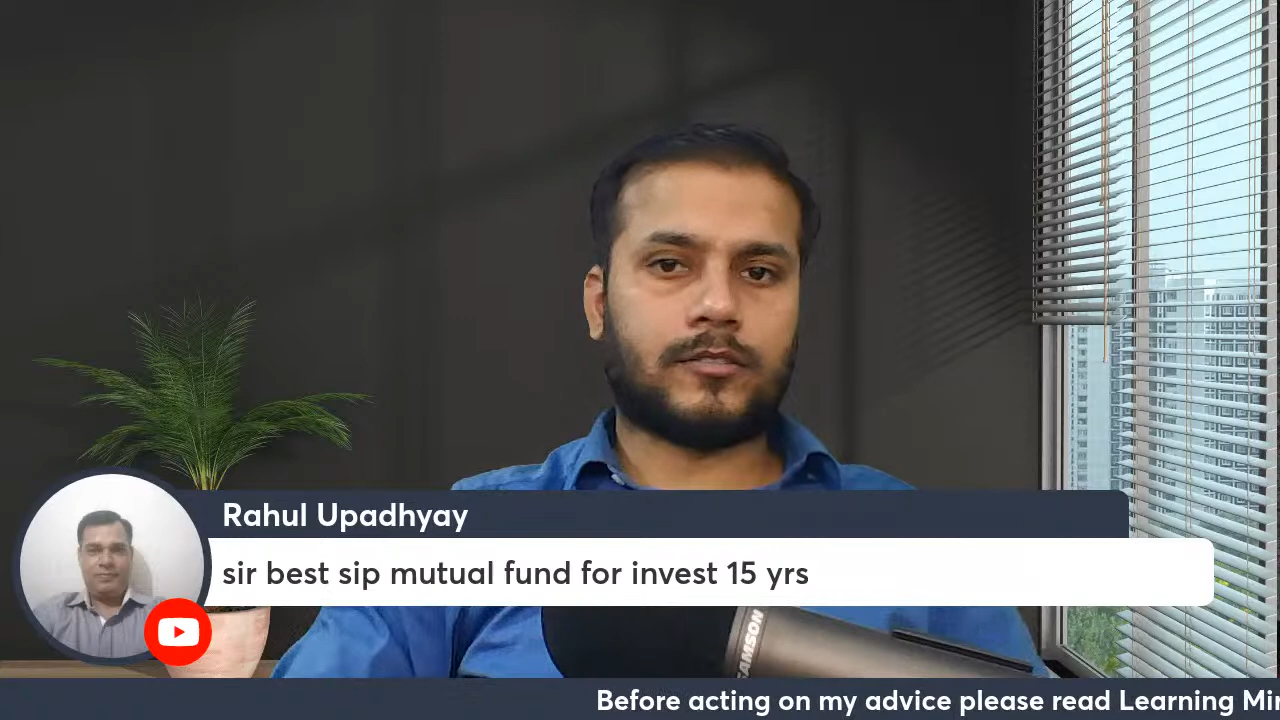 Rahul Upadhyay
sir best sip mutual fund for invest 15 yrs
SAMSON
Before acting on my advice please read Learning